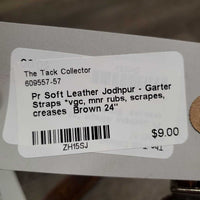 The Tack Collector
609557-57
Pr Soft Leather Jodhpur - Garter
Straps *vgc, mnr rubs, scrapes,
creases Brown 24"
$9.00
ZH15SJ